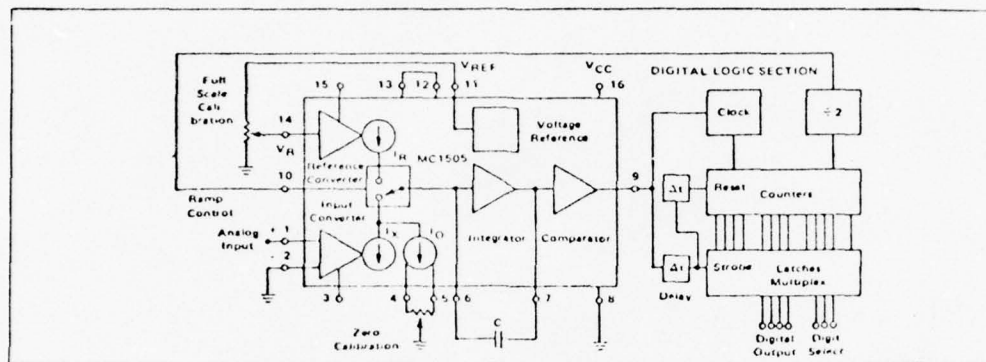 VREF
VCC
DIGITAL LOGIC SECTION
Full
Scale
Cali
bration
15
13
12
11
16
14
VR
Voltage
Reference
Clock
÷2
IR
MC1505
Reference
Converter
10
Ramp
Control
Input
Converter
9
Δt
Reset
Counters
Analog
Input
+ 1
- 2
IX
IO
Integrator
Comparator
Δt
Delay
Strobe
Latches
Multiplex
3
4
5
6
7
8
Zero
Calibration
C
Digital
Output
Digit
Select